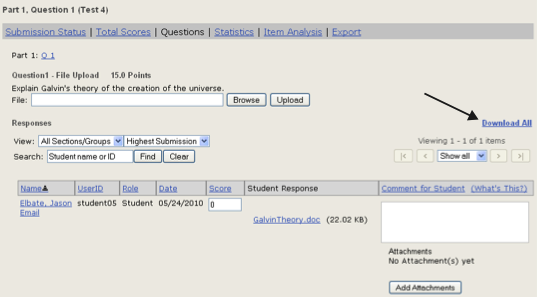 Part 1, Question 1 (Test 4)
Submission Status | Total Scores | Questions | Statistics | Item Analysis | Export
Part 1: Q 1
Question1 - File Upload 15.0 Points
Explain Galvin's theory of the creation of the universe.
File: Browse Upload
Responses Download All
View: All Sections/Groups Highest Submission Viewing 1 - 1 of 1 items
Search: Student name or ID Find Clear |< < Show all > >|
Name UserID Role Date Score Student Response Comment for Student (What's This?)
Elbate, Jason student05 Student 05/24/2010 0
Email
GalvinTheory.doc (22.02 KB)
Attachments
No Attachment(s) yet
Add Attachments